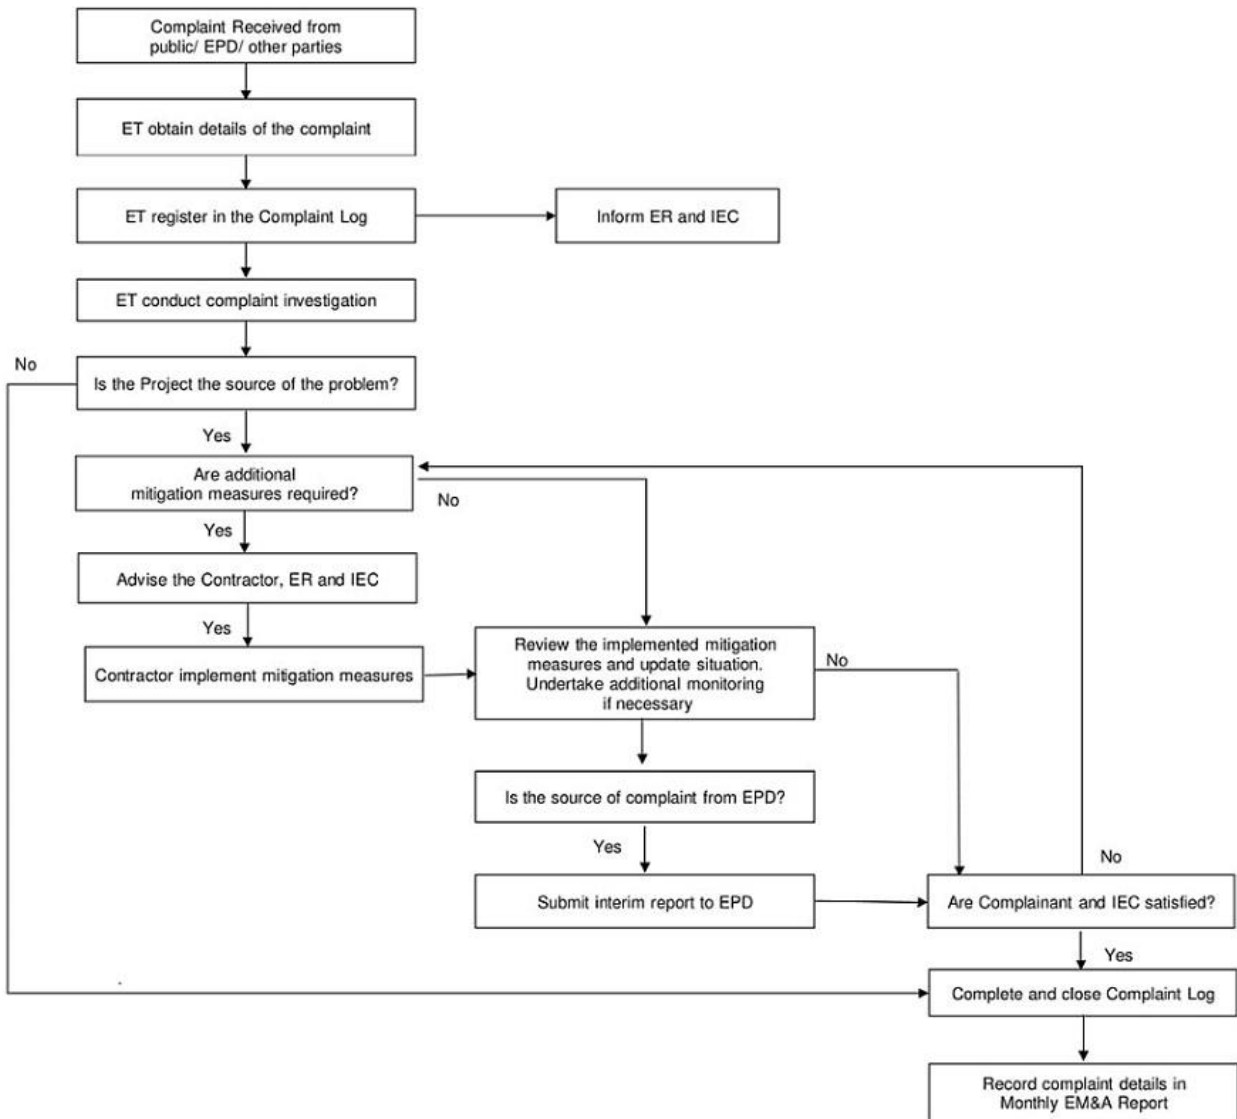 Complaint Received from
public/ EPD/ other parties
ET obtain details of the complaint
ET register in the Complaint Log
Inform ER and IEC
ET conduct complaint investigation
No
Is the Project the source of the problem?
Yes
Are additional
mitigation measures required?
No
Yes
Advise the Contractor, ER and IEC
Yes
Contractor implement mitigation measures
Review the implemented mitigation
measures and update situation.
Undertake additional monitoring
if necessary
No
Is the source of complaint from EPD?
Yes
Submit interim report to EPD
No
Are Complainant and IEC satisfied?
Yes
Complete and close Complaint Log
Record complaint details in
Monthly EM&A Report